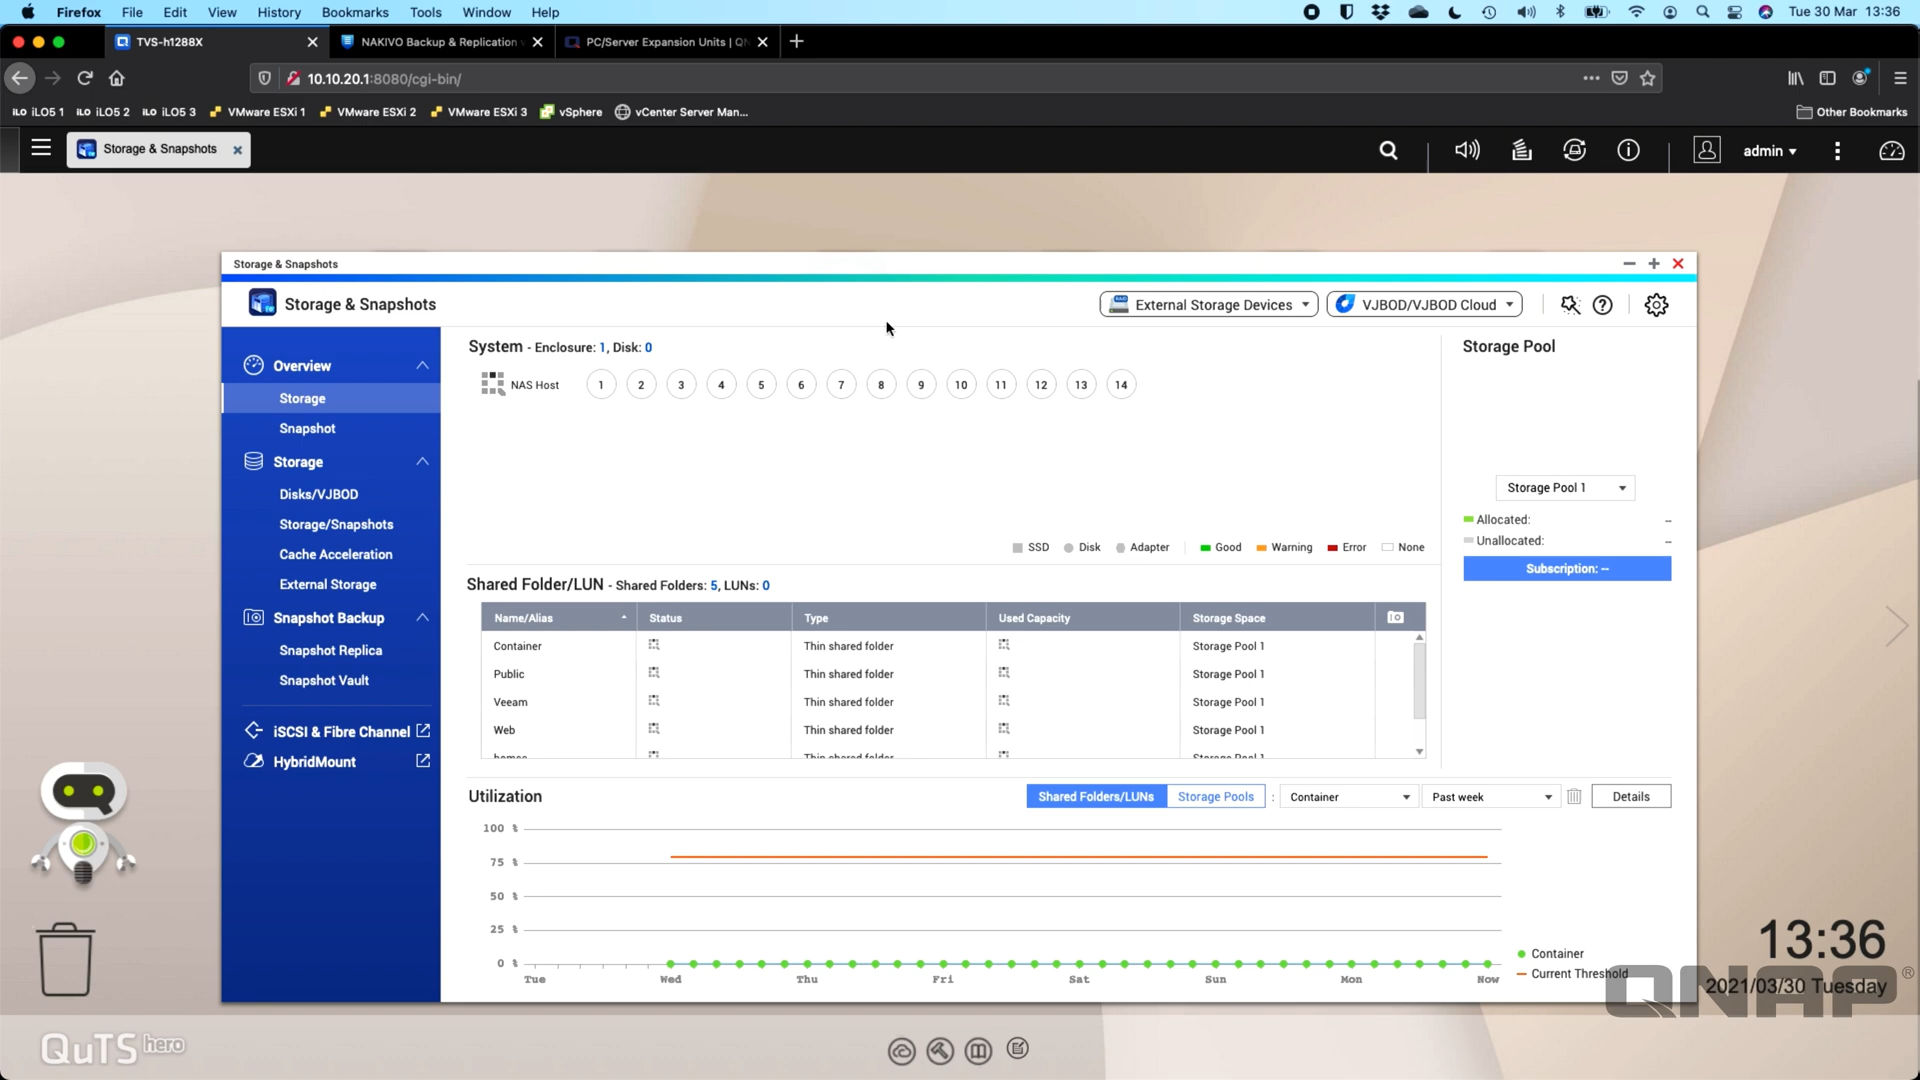 Firefox File Edit View History Bookmarks Tools Window Help Tue 30 Mar 13:36
TVS-h1288X NAKIVO Backup & Replication PC/Server Expansion Units | QN
10.10.20.1:8080/cgi-bin/
iLO iLO5 1 iLO iLO5 2 iLO iLO5 3 VMware ESXi 1 VMware ESXi 2 VMware ESXi 3 vSphere vCenter Server Man... Other Bookmarks
Storage & Snapshots admin
Storage & Snapshots
Storage & Snapshots External Storage Devices VJBOD/VJBOD Cloud
Overview
Storage
Snapshot
Storage
Disks/VJBOD
Storage/Snapshots
Cache Acceleration
External Storage
Snapshot Backup
Snapshot Replica
Snapshot Vault
iSCSI & Fibre Channel
HybridMount
System - Enclosure: 1, Disk: 0
NAS Host 1 2 3 4 5 6 7 8 9 10 11 12 13 14
SSD Disk Adapter Good Warning Error None
Storage Pool
Storage Pool 1
Allocated: --
Unallocated: --
Subscription: --
Shared Folder/LUN - Shared Folders: 5, LUNs: 0
Name/Alias Status Type Used Capacity Storage Space
Container Thin shared folder Storage Pool 1
Public Thin shared folder Storage Pool 1
Veeam Thin shared folder Storage Pool 1
Web Thin shared folder Storage Pool 1
homes Thin shared folder Storage Pool 1
Utilization Shared Folders/LUNs Storage Pools : Container Past week Details
100 %
75 %
50 %
25 %
0 %
Tue Wed Thu Fri Sat Sun Mon Now
Container
Current Threshold
13:36
2021/03/30 Tuesday
QNAP®
QuTS hero